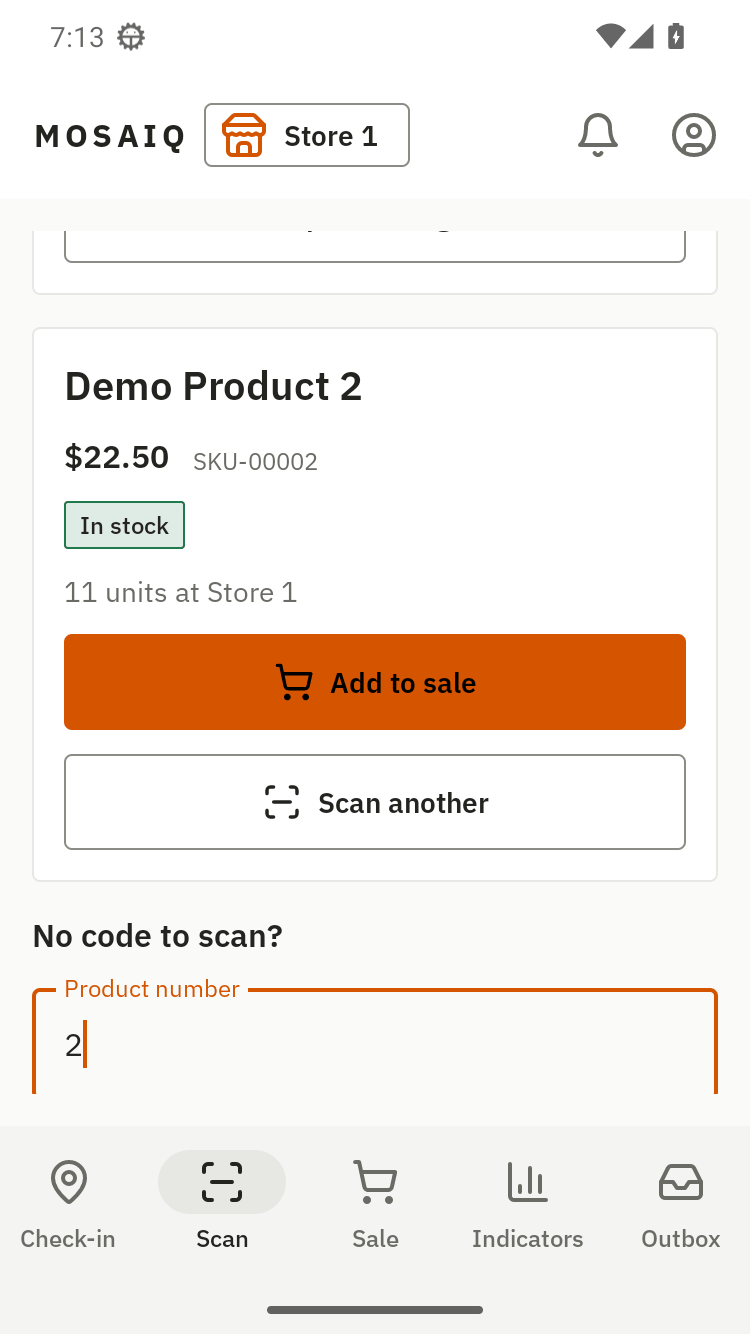 7:13
MOSAIQ
Store 1
Demo Product 2
$22.50 SKU-00002
In stock
11 units at Store 1
Add to sale
Scan another
No code to scan?
Product number
2
Check-in
Scan
Sale
Indicators
Outbox